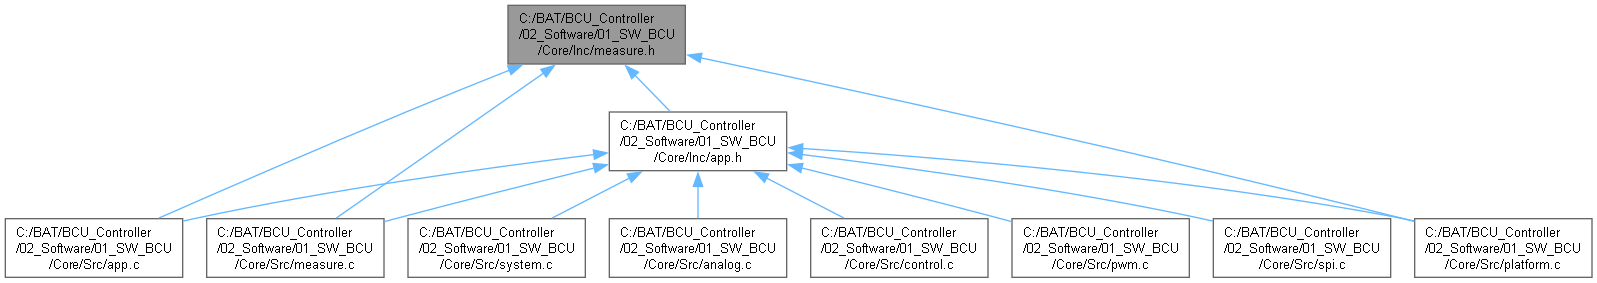 C:/BAT/BCU_Controller
/02_Software/01_SW_BCU
/Core/Inc/measure.h
C:/BAT/BCU_Controller
/02_Software/01_SW_BCU
/Core/Inc/app.h
C:/BAT/BCU_Controller
/02_Software/01_SW_BCU
/Core/Src/app.c
C:/BAT/BCU_Controller
/02_Software/01_SW_BCU
/Core/Src/measure.c
C:/BAT/BCU_Controller
/02_Software/01_SW_BCU
/Core/Src/system.c
C:/BAT/BCU_Controller
/02_Software/01_SW_BCU
/Core/Src/analog.c
C:/BAT/BCU_Controller
/02_Software/01_SW_BCU
/Core/Src/control.c
C:/BAT/BCU_Controller
/02_Software/01_SW_BCU
/Core/Src/pwm.c
C:/BAT/BCU_Controller
/02_Software/01_SW_BCU
/Core/Src/spi.c
C:/BAT/BCU_Controller
/02_Software/01_SW_BCU
/Core/Src/platform.c